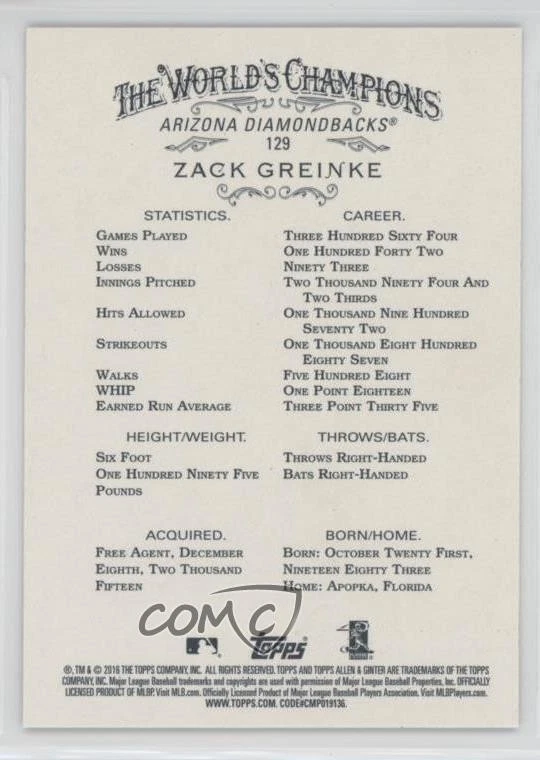 THE WORLD'S CHAMPIONS
ARIZONA DIAMONDBACKS®
129
ZACK GREINKE
STATISTICS. CAREER.
GAMES PLAYED THREE HUNDRED SIXTY FOUR
WINS ONE HUNDRED FORTY TWO
LOSSES NINETY THREE
INNINGS PITCHED TWO THOUSAND NINETY FOUR AND
TWO THIRDS
HITS ALLOWED ONE THOUSAND NINE HUNDRED
SEVENTY TWO
STRIKEOUTS ONE THOUSAND EIGHT HUNDRED
EIGHTY SEVEN
WALKS FIVE HUNDRED EIGHT
WHIP ONE POINT EIGHTEEN
EARNED RUN AVERAGE THREE POINT THIRTY FIVE
HEIGHT/WEIGHT. THROWS/BATS.
SIX FOOT THROWS RIGHT-HANDED
ONE HUNDRED NINETY FIVE BATS RIGHT-HANDED
POUNDS
ACQUIRED. BORN/HOME.
FREE AGENT, DECEMBER BORN: OCTOBER TWENTY FIRST,
EIGHTH, TWO THOUSAND NINETEEN EIGHTY THREE
FIFTEEN HOME: APOPKA, FLORIDA
COMC
Topps
®, TM & © 2016 THE TOPPS COMPANY, INC. ALL RIGHTS RESERVED. TOPPS AND TOPPS ALLEN & GINTER ARE TRADEMARKS OF THE TOPPS
COMPANY, INC. Major League Baseball trademarks and copyrights are used with permission of Major League Baseball Properties, Inc. OFFICIALLY
LICENSED PRODUCT OF MLBP. Visit MLB.com. Officially Licensed Product of Major League Baseball Players Association. Visit MLBPlayers.com.
WWW.TOPPS.COM. CODE#CMP019136.